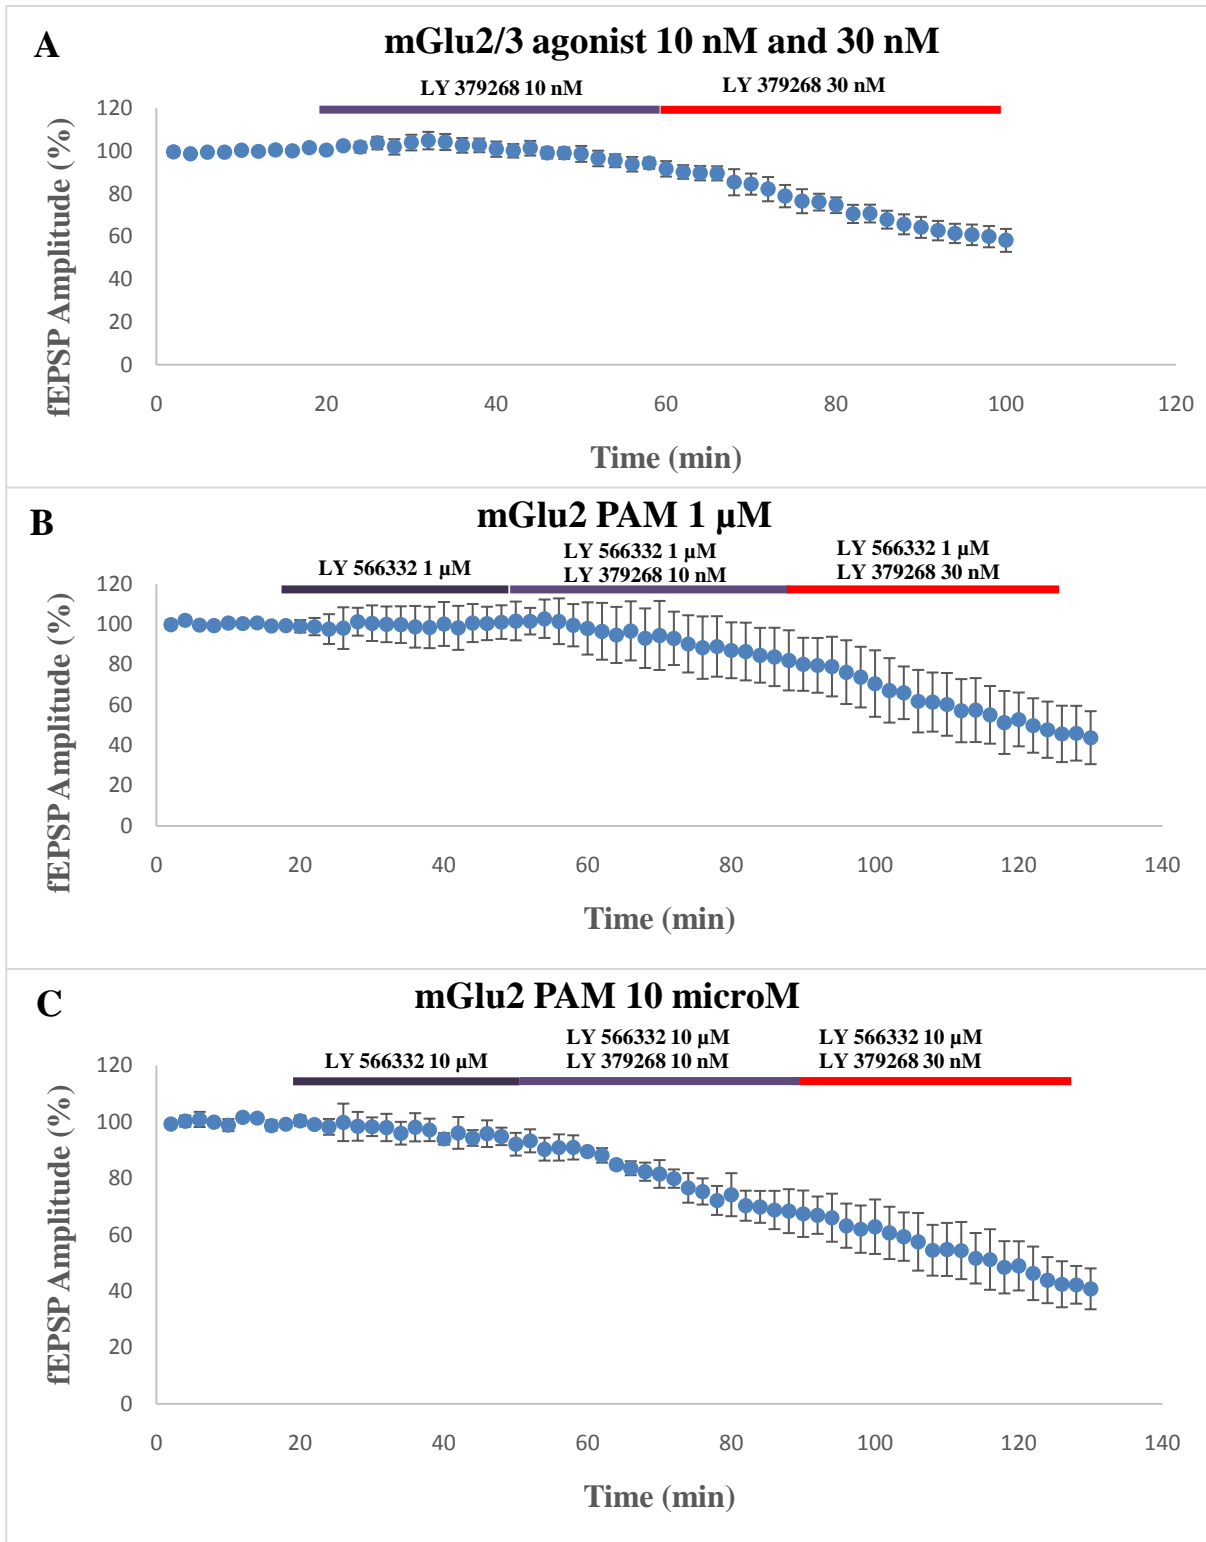 A
mGlu2/3 agonist 10 nM and 30 nM
LY 379268 10 nM
LY 379268 30 nM
120
100
80
60
40
20
0
fEPSP Amplitude (%)
0 20 40 60 80 100 120
Time (min)
B
mGlu2 PAM 1 µM
LY 566332 1 µM
LY 566332 1 µM
LY 379268 10 nM
LY 566332 1 µM
LY 379268 30 nM
120
100
80
60
40
20
0
fEPSP Amplitude (%)
0 20 40 60 80 100 120 140
Time (min)
C
mGlu2 PAM 10 microM
LY 566332 10 µM
LY 566332 10 µM
LY 379268 10 nM
LY 566332 10 µM
LY 379268 30 nM
120
100
80
60
40
20
0
fEPSP Amplitude (%)
0 20 40 60 80 100 120 140
Time (min)